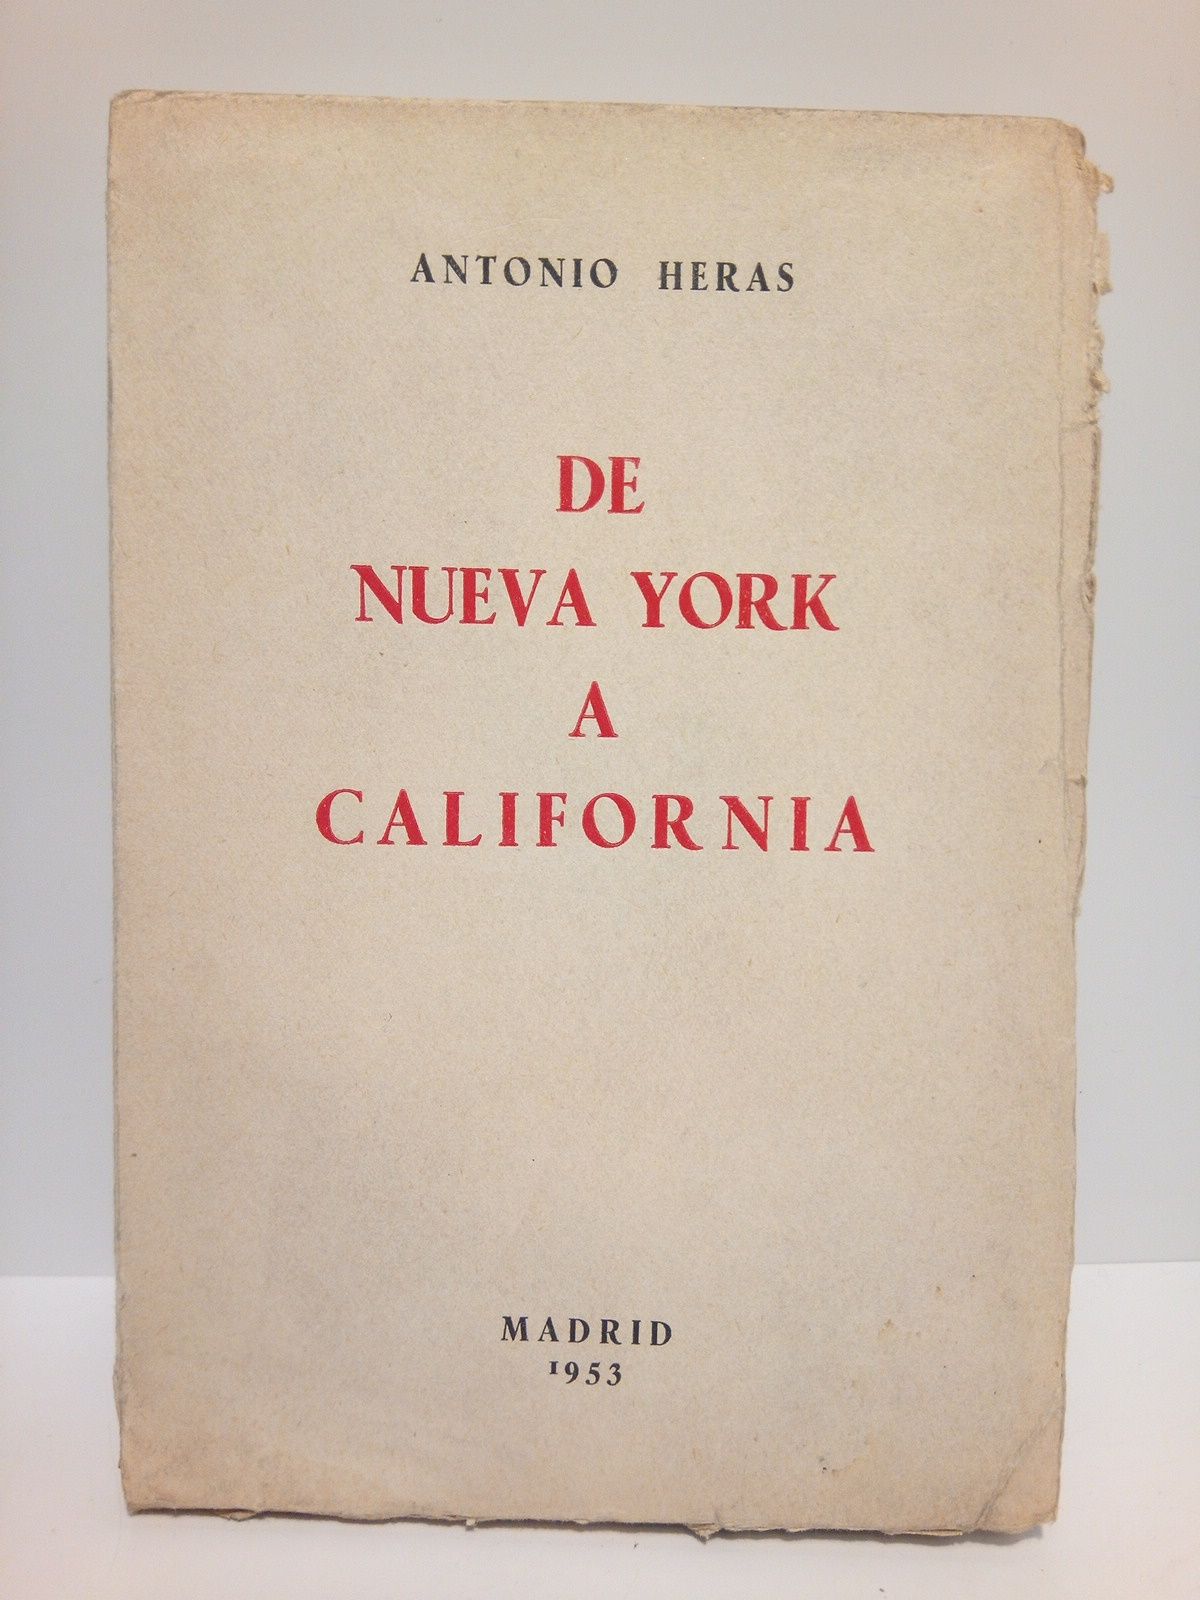 ANTONIO HERAS
DE
NUEVA YORK
A
CALIFORNIA
MADRID
1953